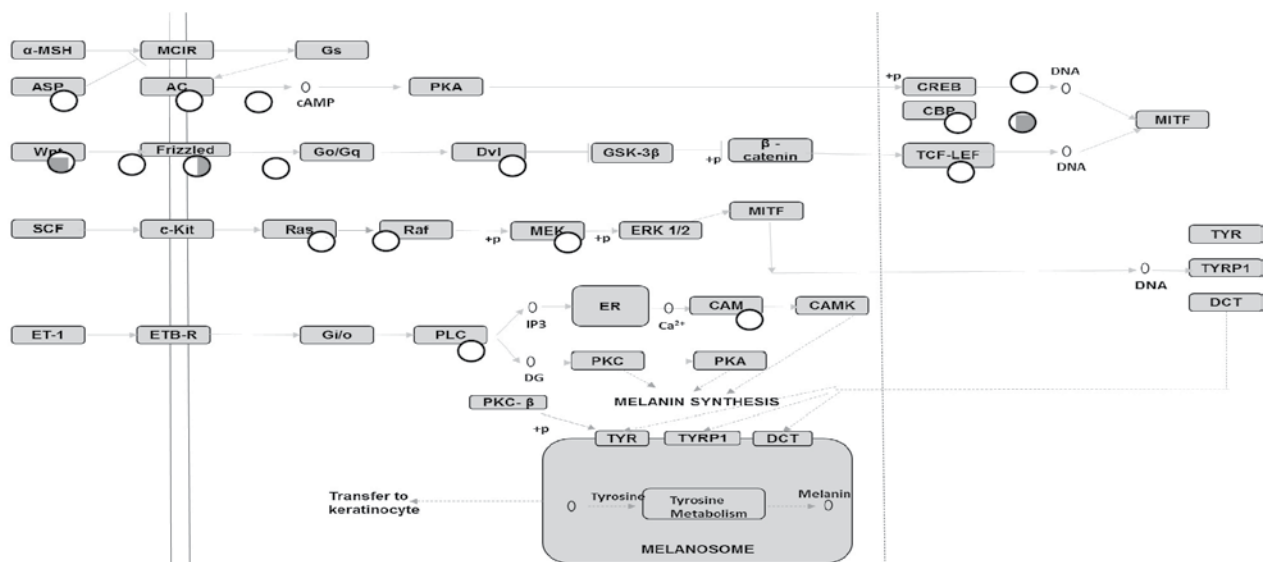 α-MSH MCIR Gs
ASP AC cAMP PKA +p CREB DNA
CBP MITF
Wnt Frizzled Go/Gq Dvl GSK-3β +p β - catenin TCF-LEF DNA
SCF c-Kit Ras Raf +p MEK +p ERK 1/2 MITF
TYR
DNA TYRP1
DCT
ET-1 ETB-R Gi/o PLC IP3 ER Ca²⁺ CAM CAMK
DG PKC PKA
MELANIN SYNTHESIS
PKC- β
+p TYR TYRP1 DCT
Transfer to
keratinocyte
Tyrosine Tyrosine Melanin
Metabolism
MELANOSOME